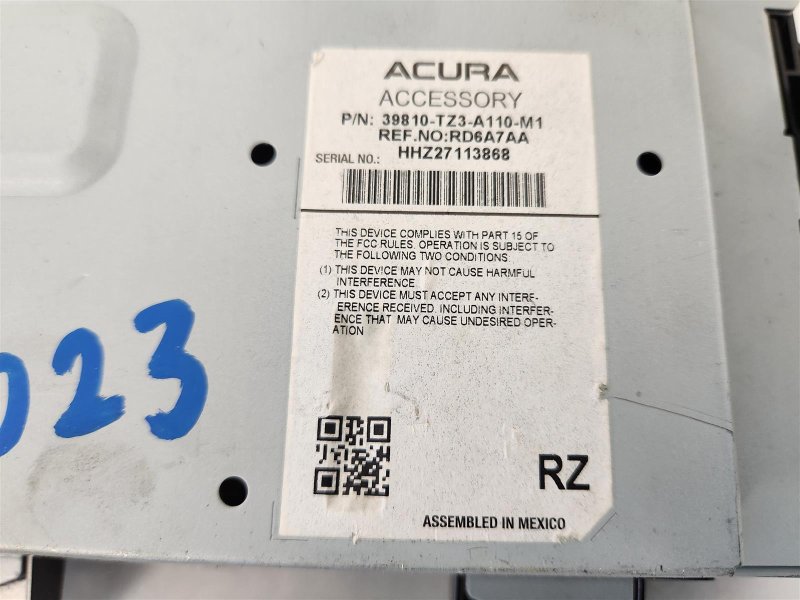 ACURA
ACCESSORY
P/N: 39810-TZ3-A110-M1
REF.NO:RD6A7AA
SERIAL NO.: HHZ27113868
THIS DEVICE COMPLIES WITH PART 15 OF
THE FCC RULES. OPERATION IS SUBJECT TO
THE FOLLOWING TWO CONDITIONS.
(1) THIS DEVICE MAY NOT CAUSE HARMFUL
INTERFERENCE.
(2) THIS DEVICE MUST ACCEPT ANY INTERF-
ERENCE RECEIVED, INCLUDING INTERFER-
ENCE THAT MAY CAUSE UNDESIRED OPER-
ATION
023
RZ
ASSEMBLED IN MEXICO